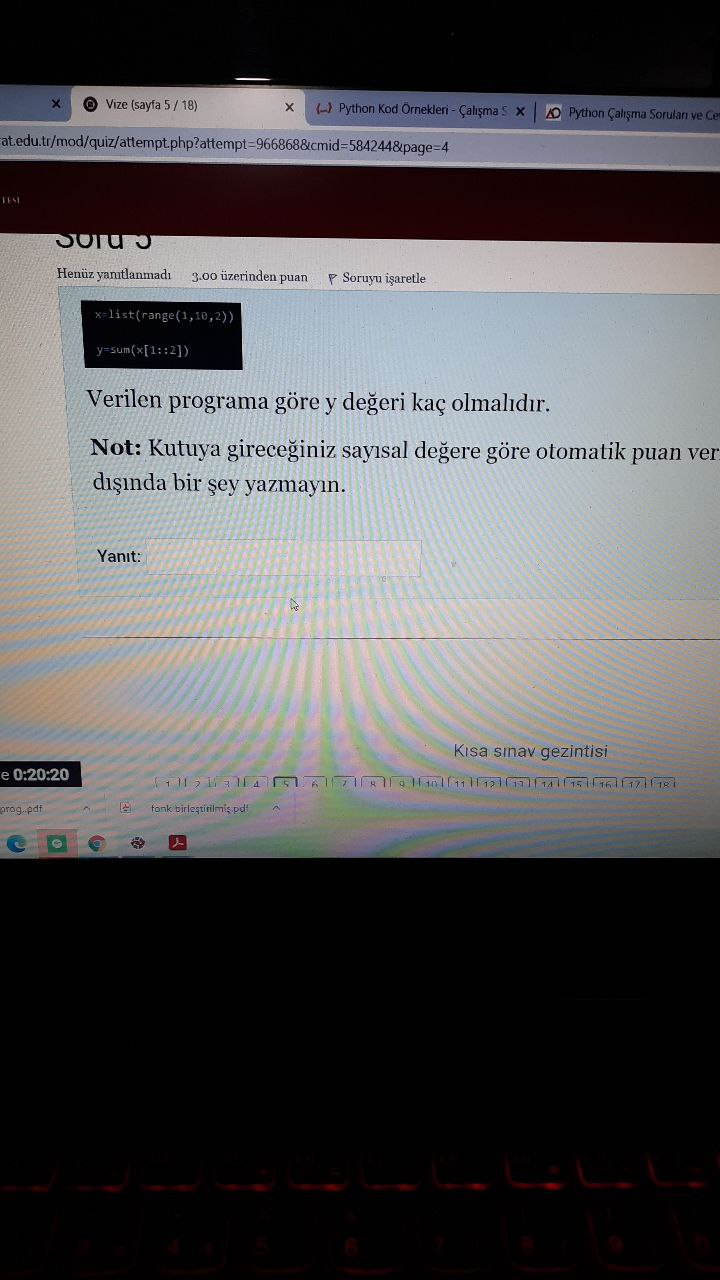 Vize (sayfa 5 / 18)
Python Kod Örnekleri - Çalışma S
Python Çalışma Soruları ve Ce
at.edu.tr/mod/quiz/attempt.php?attempt=966868&cmid=584244&page=4
Soru 5
Henüz yanıtlanmadı 3.00 üzerinden puan Soruyu işaretle
x=list(range(1,10,2))
y=sum(x[1::2])
Verilen programa göre y değeri kaç olmalıdır.
Not: Kutuya gireceğiniz sayısal değere göre otomatik puan ver
dışında bir şey yazmayın.
Yanıt:
Kısa sınav gezintisi
e 0:20:20
1 2 3 4 5 6 7 8 9 10 11 12 13 14 15 16 17 18
prog..pdf
fonk birleştirilmiş.pdf